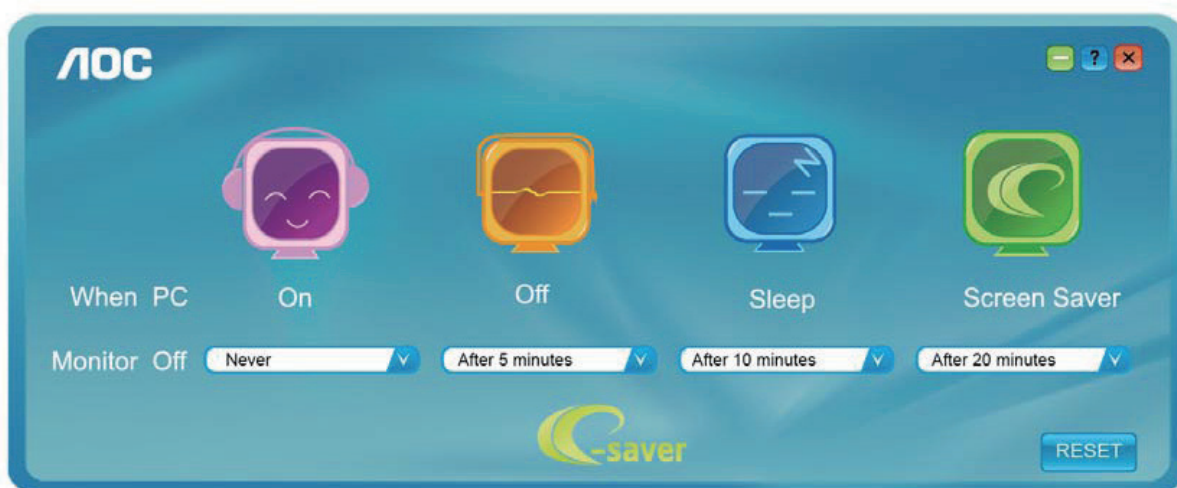 AOC
?
When PC On Off Sleep Screen Saver
Monitor Off Never After 5 minutes After 10 minutes After 20 minutes
e-saver
RESET